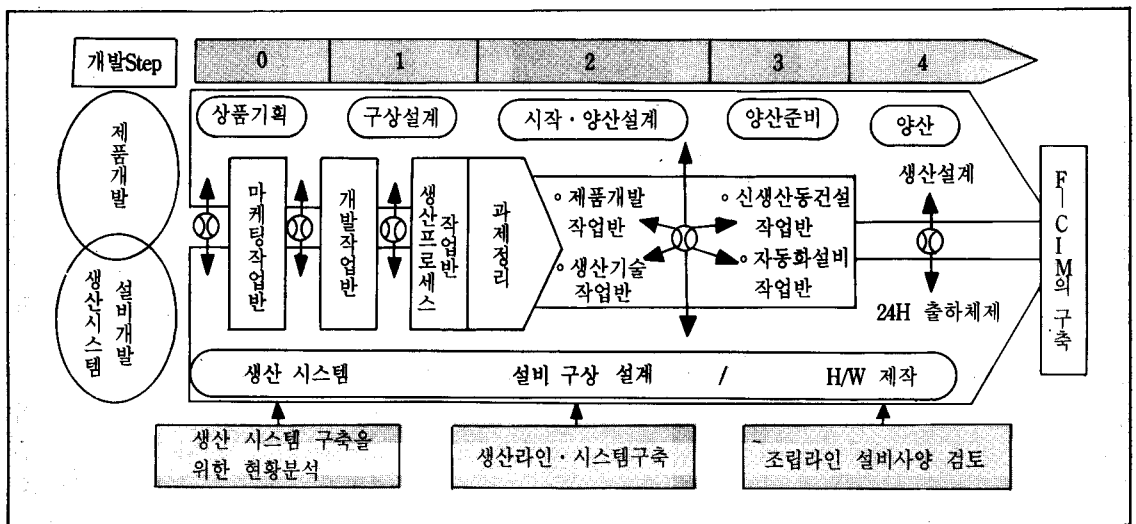 개발Step
0
1
2
3
4
상품기획
구상설계
시작·양산설계
양산준비
양산
제품개발
생산시스템
설비개발
마케팅작업반
개발작업반
생산프로세스
작업반
과제정리
∘ 제품개발
작업반
∘ 생산기술
작업반
∘ 신생산동건설
작업반
∘ 자동화설비
작업반
생산설계
24H 출하체제
F-CIM의 구축
생산 시스템
설비 구상 설계
/
H/W 제작
생산 시스템 구축을
위한 현황분석
생산라인·시스템구축
조립라인 설비사양 검토